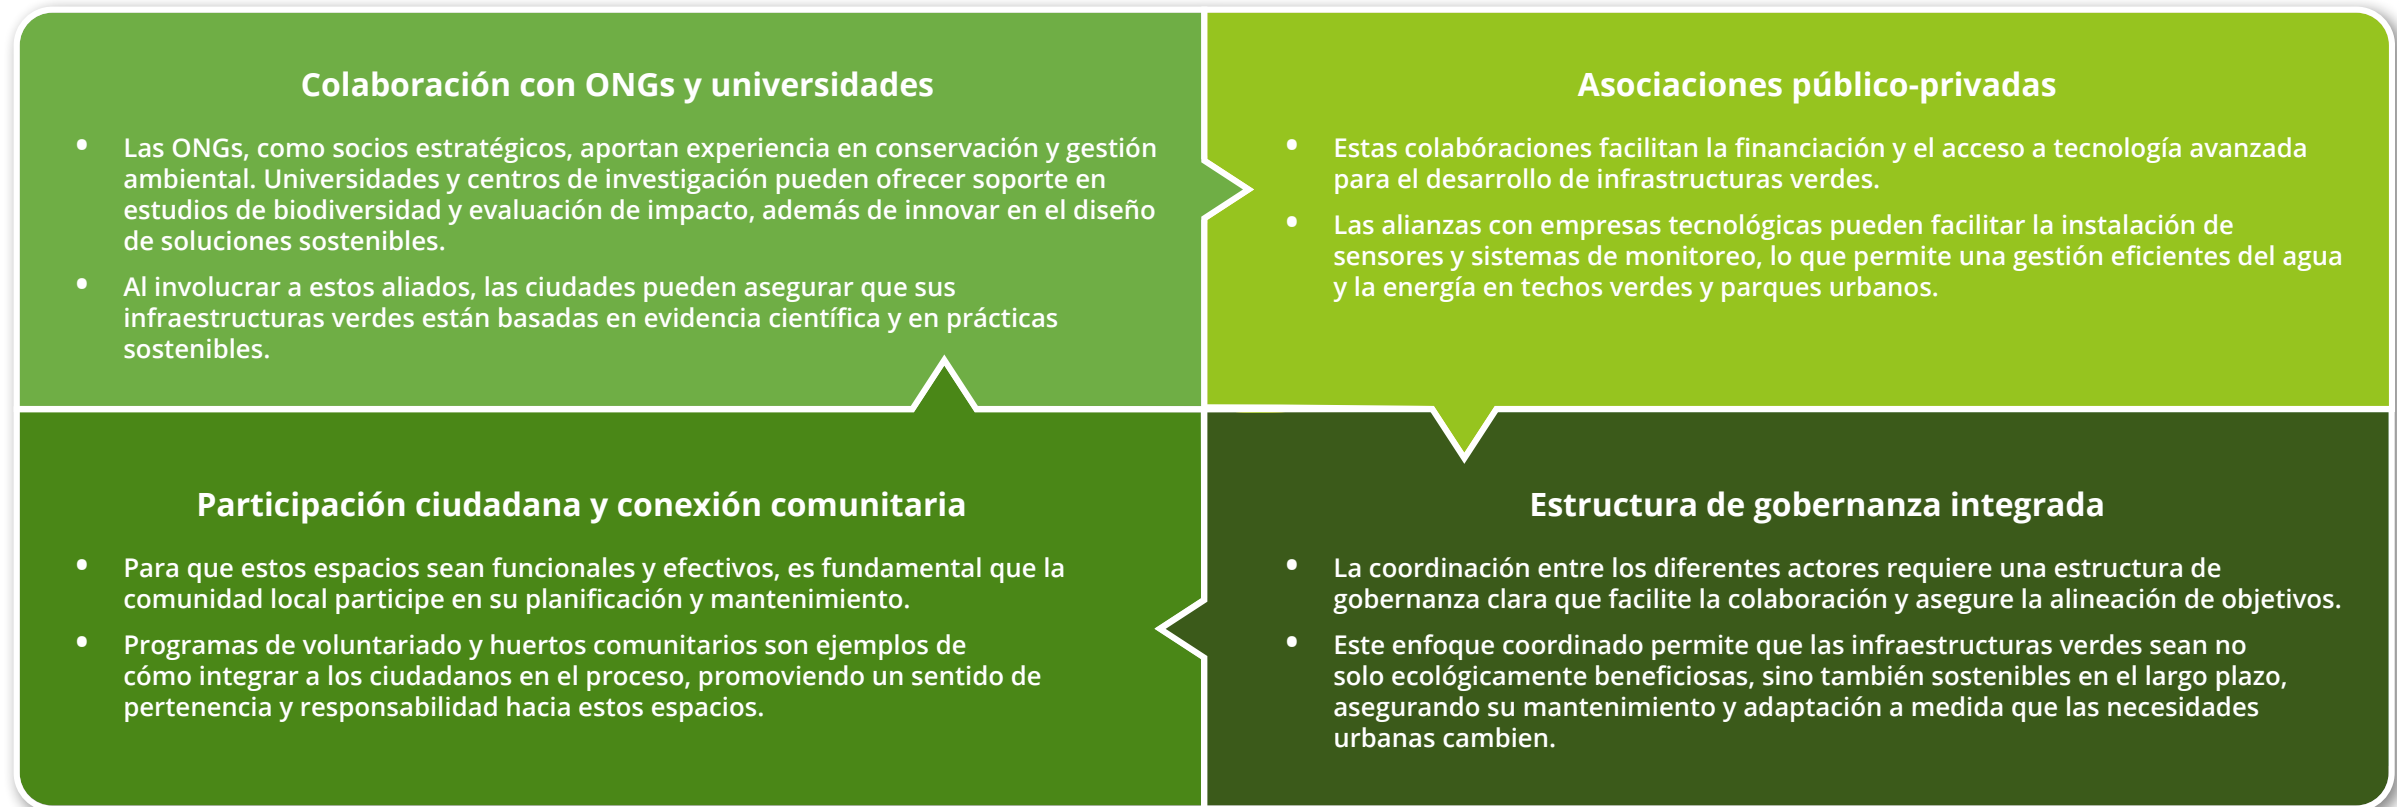 Colaboración con ONGs y universidades
• Las ONGs, como socios estratégicos, aportan experiencia en conservación y gestión
ambiental. Universidades y centros de investigación pueden ofrecer soporte en
estudios de biodiversidad y evaluación de impacto, además de innovar en el diseño
de soluciones sostenibles.
• Al involucrar a estos aliados, las ciudades pueden asegurar que sus
infraestructuras verdes están basadas en evidencia científica y en prácticas
sostenibles.
Asociaciones público-privadas
• Estas colabóraciones facilitan la financiación y el acceso a tecnología avanzada
para el desarrollo de infrastructuras verdes.
• Las alianzas con empresas tecnológicas pueden facilitar la instalación de
sensores y sistemas de monitoreo, lo que permite una gestión eficientes del agua
y la energía en techos verdes y parques urbanos.
Participación ciudadana y conexión comunitaria
• Para que estos espacios sean funcionales y efectivos, es fundamental que la
comunidad local participe en su planificación y mantenimiento.
• Programas de voluntariado y huertos comunitarios son ejemplos de
cómo integrar a los ciudadanos en el proceso, promoviendo un sentido de
pertenencia y responsabilidad hacia estos espacios.
Estructura de gobernanza integrada
• La coordinación entre los diferentes actores requiere una estructura de
gobernanza clara que facilite la colaboración y asegure la alineación de objetivos.
• Este enfoque coordinado permite que las infraestructuras verdes sean no
solo ecológicamente beneficiosas, sino también sostenibles en el largo plazo,
asegurando su mantenimiento y adaptación a medida que las necesidades
urbanas cambien.